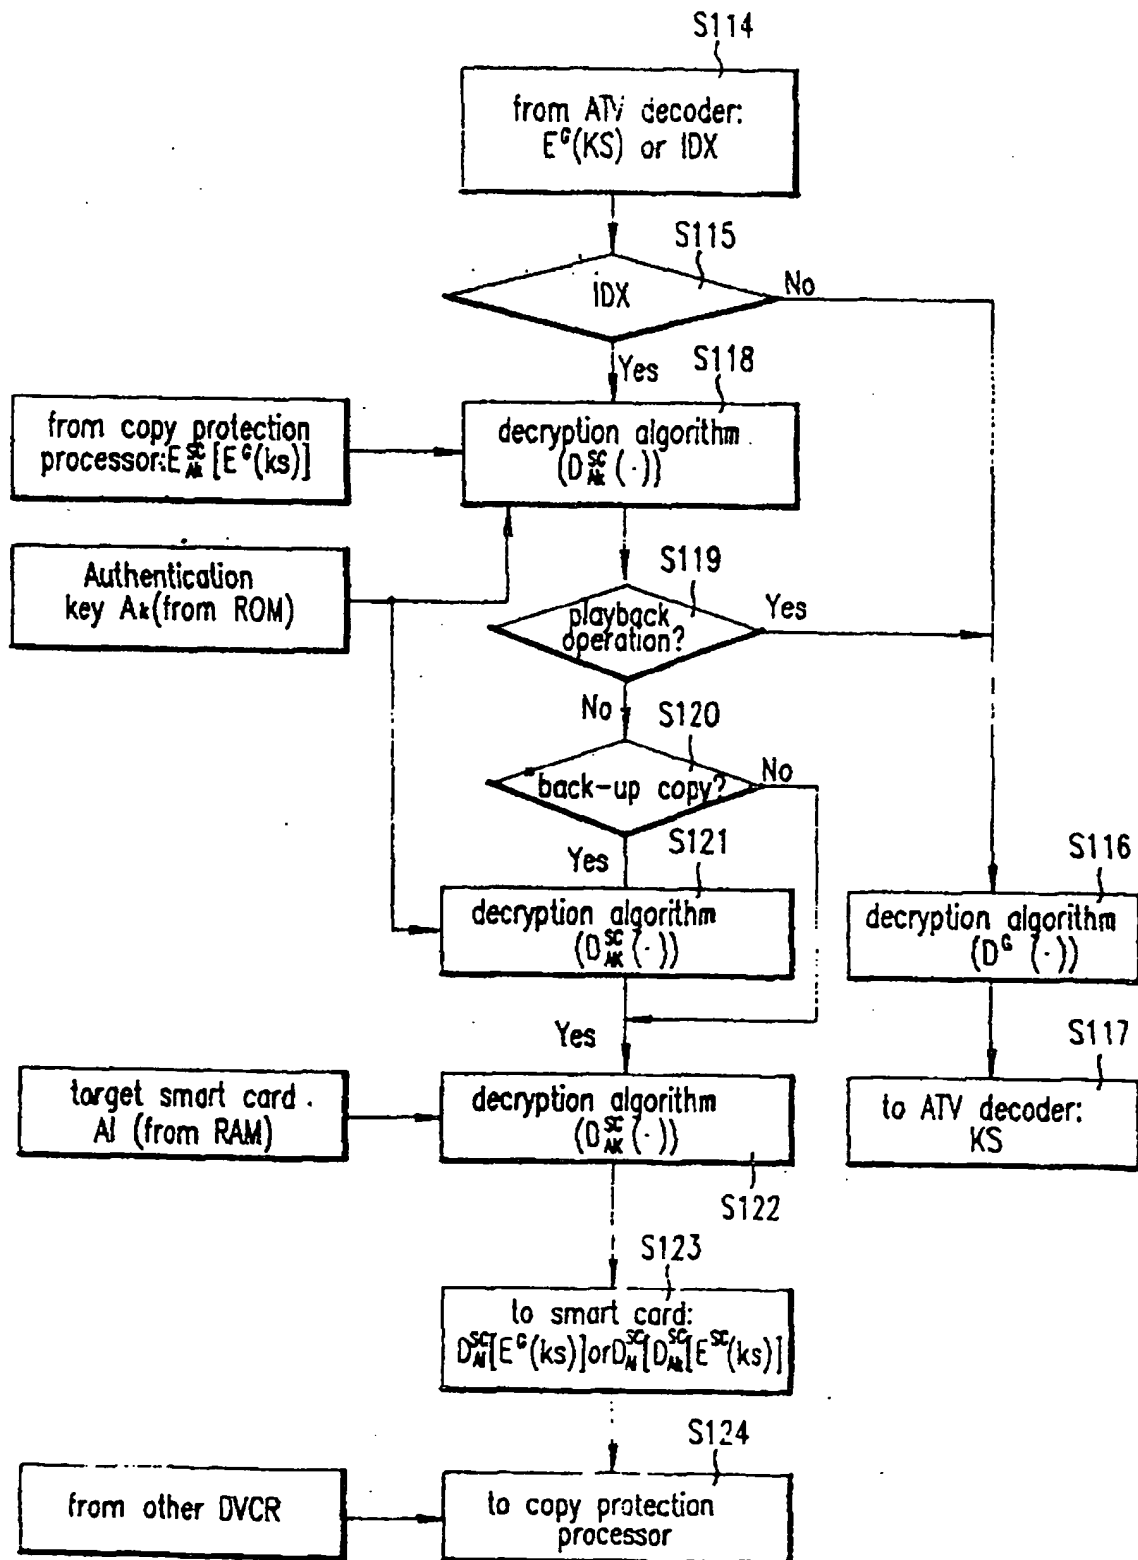 S114
from ATV decoder:
E^G(KS) or IDX
S115
IDX
No
Yes
S118
from copy protection
processor:E^SC_Ak[E^G(ks)]
decryption algorithm
(D^SC_Ak(·))
Authentication
key Ak(from ROM)
S119
playback
operation?
Yes
No
S120
back-up copy?
No
Yes
S121
decryption algorithm
(D^SC_AK(·))
S116
decryption algorithm
(D^G(·))
Yes
S117
to ATV decoder:
KS
target smart card.
Al (from RAM)
decryption algorithm
(D^SC_AK(·))
S122
S123
to smart card:
D^SC_Al[E^G(ks)]orD^SC_Al[D^SC_Ak[E^SC(ks)]
S124
from other DVCR
to copy protection
processor